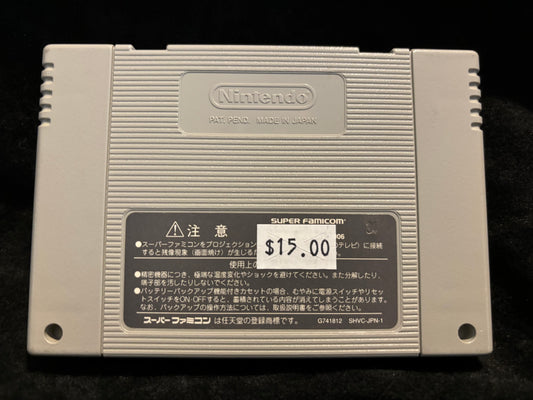 Nintendo
PAT. PEND. MADE IN JAPAN
SUPER FAMICOM
注意
006
●スーパーファミコンをプロジェクション のテレビ）に接続
すると残像現象（画面焼け）が生じるた
$15.00
使用上の
●精密機器につき、極端な温度変化やショックを避けてください。また分解したり、
端子部を汚したりしないでください。
●バッテリーバックアップ機能付きカセットの場合、むやみに電源スイッチやリセッ
トスイッチをON-OFFすると、蓄積されている内容が消えてしまうことがあります。
なお、バックアップの操作方法については、取扱説明書をご参照ください。
スーパーファミコンは任天堂の登録商標です。 G741812 SHVC-JPN-1